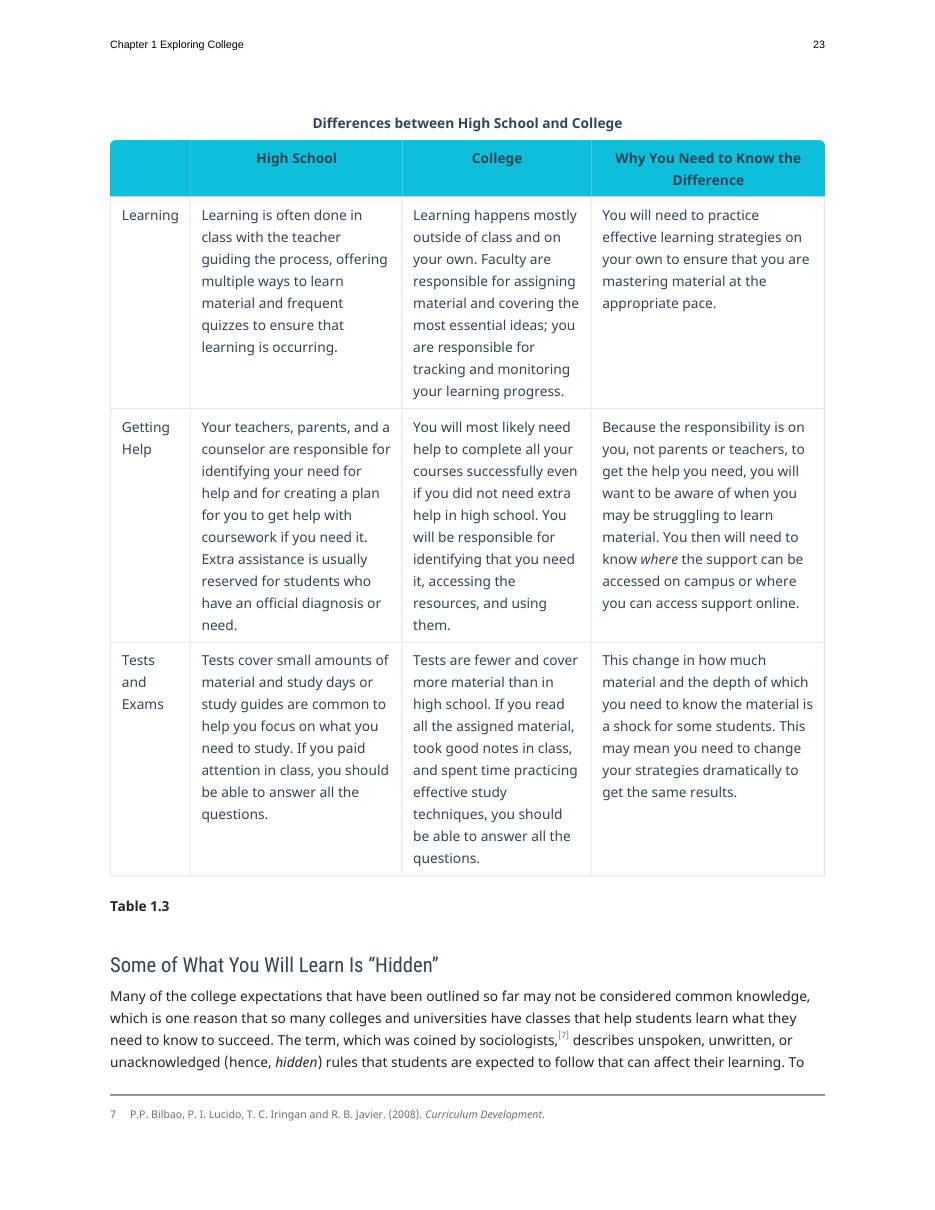 Chapter 1 Exploring College 23
Differences between High School and College
High School College Why You Need to Know the
Difference
Learning
Learning is often done in
class with the teacher
guiding the process, offering
multiple ways to learn
material and frequent
quizzes to ensure that
learning is occurring.
Learning happens mostly
outside of class and on
your own. Faculty are
responsible for assigning
material and covering the
most essential ideas; you
are responsible for
tracking and monitoring
your learning progress.
You will need to practice
effective learning strategies on
your own to ensure that you are
mastering material at the
appropriate pace.
Getting
Help
Your teachers, parents, and a
counselor are responsible for
identifying your need for
help and for creating a plan
for you to get help with
coursework if you need it.
Extra assistance is usually
reserved for students who
have an official diagnosis or
need.
You will most likely need
help to complete all your
courses successfully even
if you did not need extra
help in high school. You
will be responsible for
identifying that you need
it, accessing the
resources, and using
them.
Because the responsibility is on
you, not parents or teachers, to
get the help you need, you will
want to be aware of when you
may be struggling to learn
material. You then will need to
know where the support can be
accessed on campus or where
you can access support online.
Tests
and
Exams
Tests cover small amounts of
material and study days or
study guides are common to
help you focus on what you
need to study. If you paid
attention in class, you should
be able to answer all the
questions.
Tests are fewer and cover
more material than in
high school. If you read
all the assigned material,
took good notes in class,
and spent time practicing
effective study
techniques, you should
be able to answer all the
questions.
This change in how much
material and the depth of which
you need to know the material is
a shock for some students. This
may mean you need to change
your strategies dramatically to
get the same results.
Table 1.3
Some of What You Will Learn Is “Hidden”
Many of the college expectations that have been outlined so far may not be considered common knowledge,
which is one reason that so many colleges and universities have classes that help students learn what they
need to know to succeed. The term, which was coined by sociologists,[7] describes unspoken, unwritten, or
unacknowledged (hence, hidden) rules that students are expected to follow that can affect their learning. To
7 P.P. Bilbao, P. I. Lucido, T. C. Iringan and R. B. Javier. (2008). Curriculum Development.